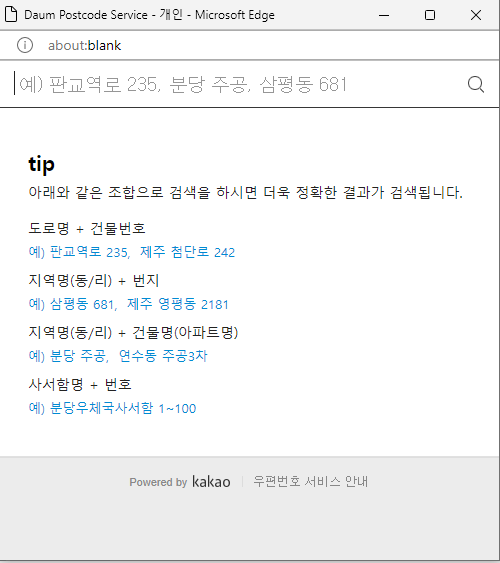 Daum Postcode Service - 개인 - Microsoft Edge
about:blank
예) 판교역로 235, 분당 주공, 삼평동 681
tip
아래와 같은 조합으로 검색을 하시면 더욱 정확한 결과가 검색됩니다.
도로명 + 건물번호
예) 판교역로 235, 제주 첨단로 242
지역명(동/리) + 번지
예) 삼평동 681, 제주 영평동 2181
지역명(동/리) + 건물명(아파트명)
예) 분당 주공, 연수동 주공3차
사서함명 + 번호
예) 분당우체국사서함 1~100
Powered by kakao 우편번호 서비스 안내